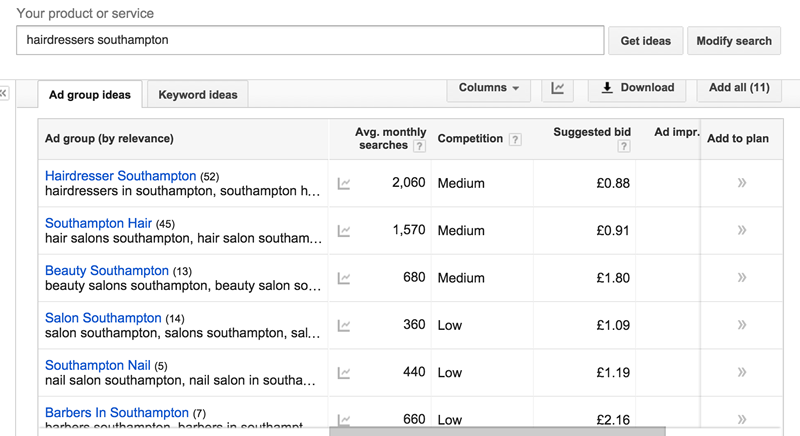 Your product or service
hairdressers southampton
Get ideas
Modify search
Ad group ideas
Keyword ideas
Columns
Download
Add all (11)
Ad group (by relevance)
Avg. monthly
searches ?
Competition ?
Suggested bid
?
Ad impr.
Add to plan
Hairdresser Southampton (52)
hairdressers in southampton, southampton h...
2,060
Medium
£0.88
»
Southampton Hair (45)
hair salons southampton, hair salon southam...
1,570
Medium
£0.91
»
Beauty Southampton (13)
beauty salons southampton, beauty salon so...
680
Medium
£1.80
»
Salon Southampton (14)
salon southampton, salons southampton, sal...
360
Low
£1.09
»
Southampton Nail (5)
nail salon southampton, nail salon in southa...
440
Low
£1.19
»
Barbers In Southampton (7)
barbers southampton, barbers in southampt
660
Low
£2.16
»